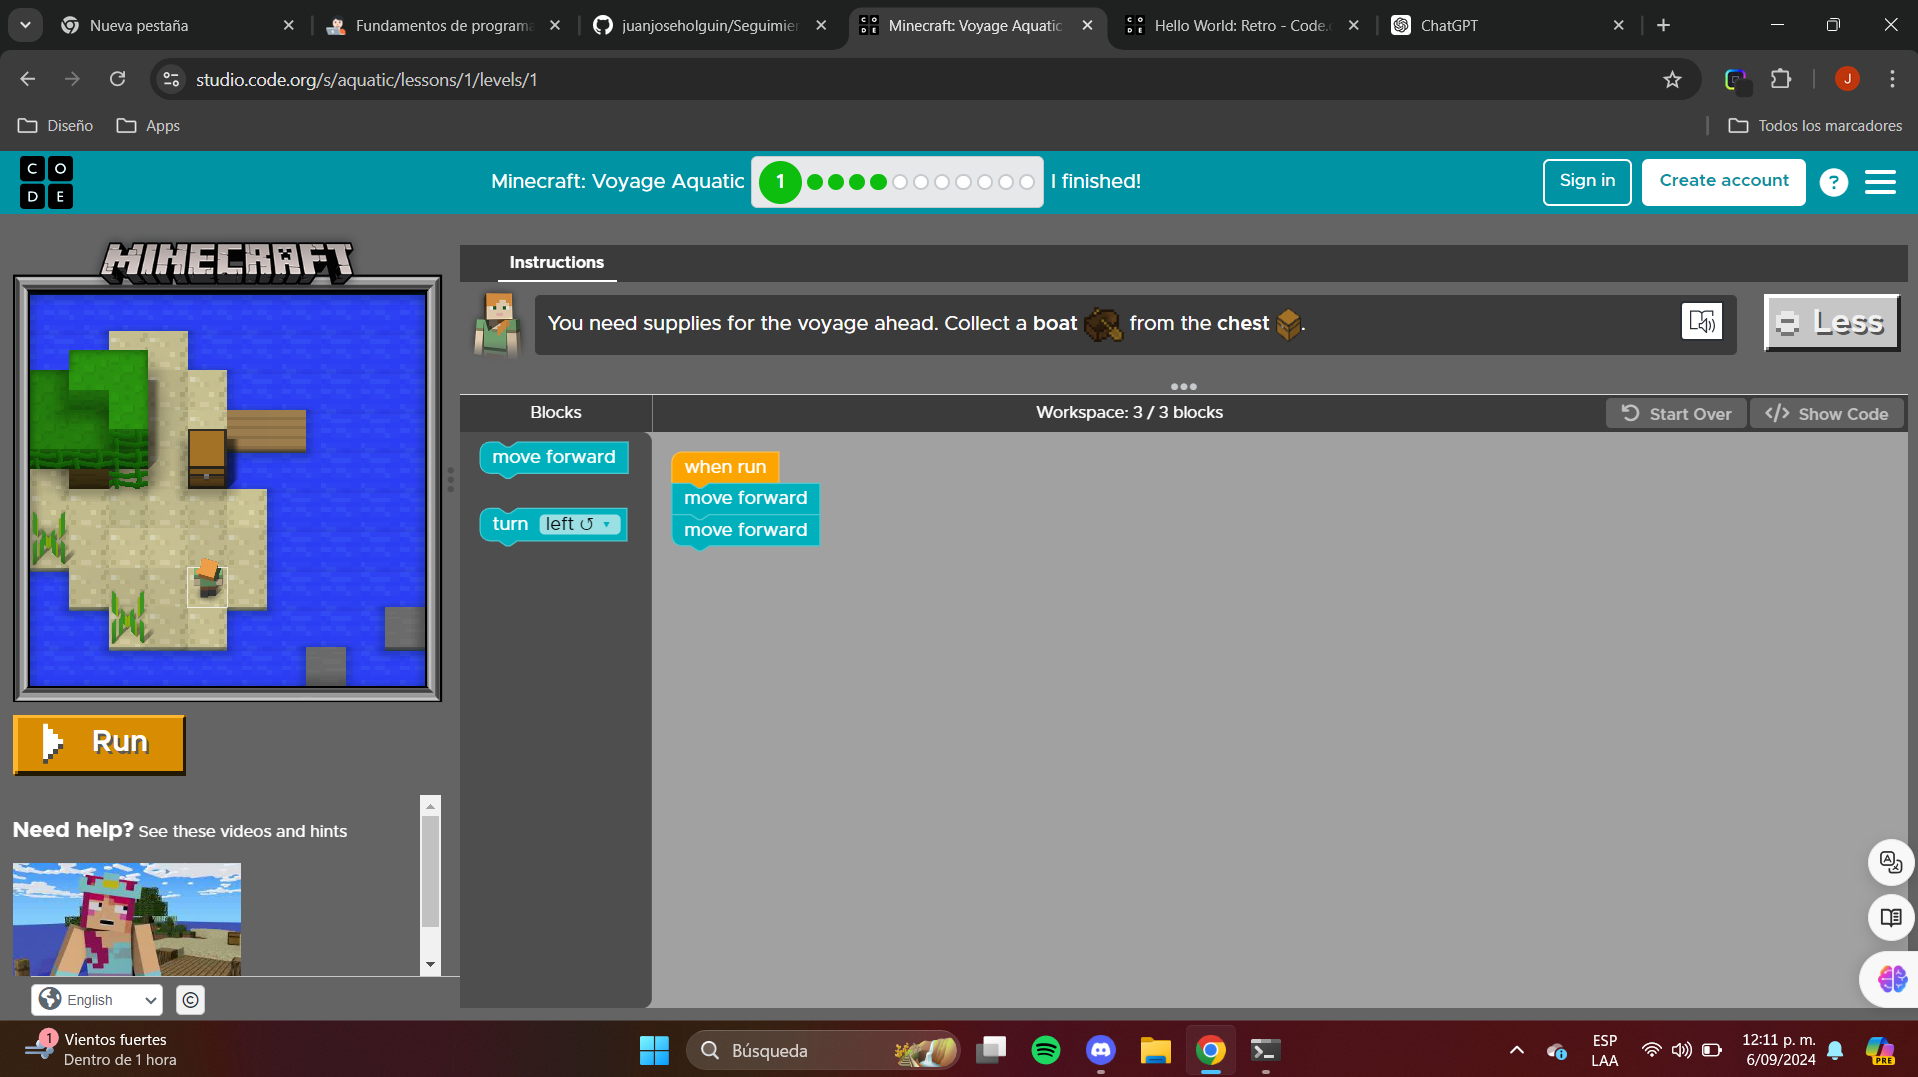 Nueva pestaña
Fundamentos de programa
juanjoseholguin/Seguimier
Minecraft: Voyage Aquatic
Hello World: Retro - Code.
ChatGPT
studio.code.org/s/aquatic/lessons/1/levels/1
J
Diseño
Apps
Todos los marcadores
C O
D E
Minecraft: Voyage Aquatic
1
I finished!
Sign in
Create account
?
MINECRAFT
Instructions
You need supplies for the voyage ahead. Collect a boat from the chest .
Less
Blocks
Workspace: 3 / 3 blocks
Start Over
</> Show Code
move forward
turn left ↺
when run
move forward
move forward
Run
Need help? See these videos and hints
English
©
1
Vientos fuertes
Dentro de 1 hora
Búsqueda
ESP
LAA
12:11 p. m.
6/09/2024
PRE